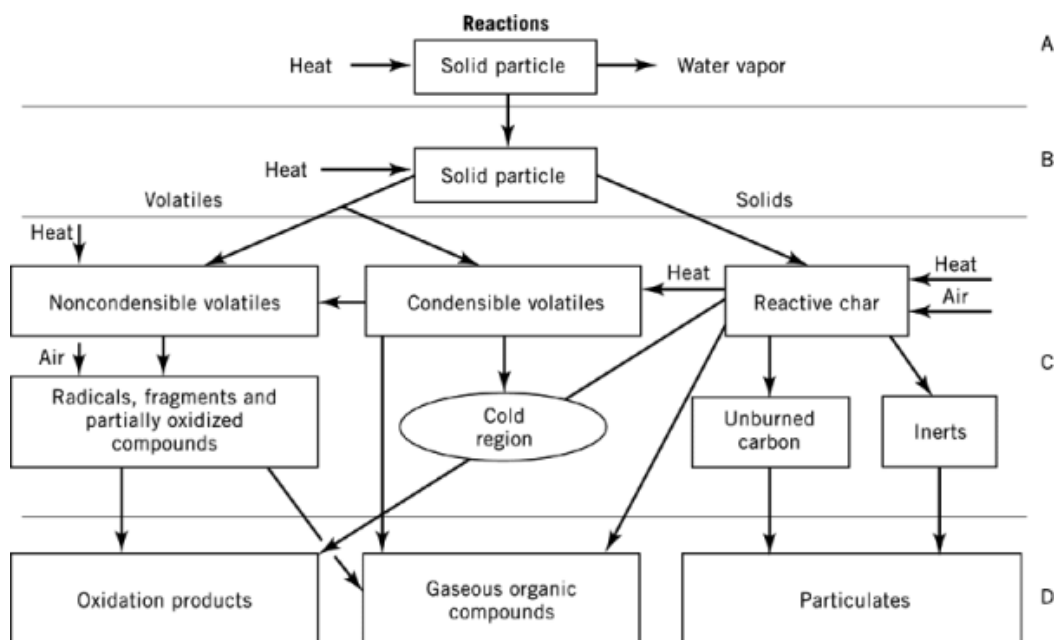 Reactions
A
Heat
Solid particle
Water vapor
B
Heat
Solid particle
Volatiles
Solids
Heat
Noncondensible volatiles
Condensible volatiles
Heat
Reactive char
Heat
Air
Air
C
Radicals, fragments and
partially oxidized
compounds
Cold
region
Unburned
carbon
Inerts
Oxidation products
Gaseous organic
compounds
Particulates
D